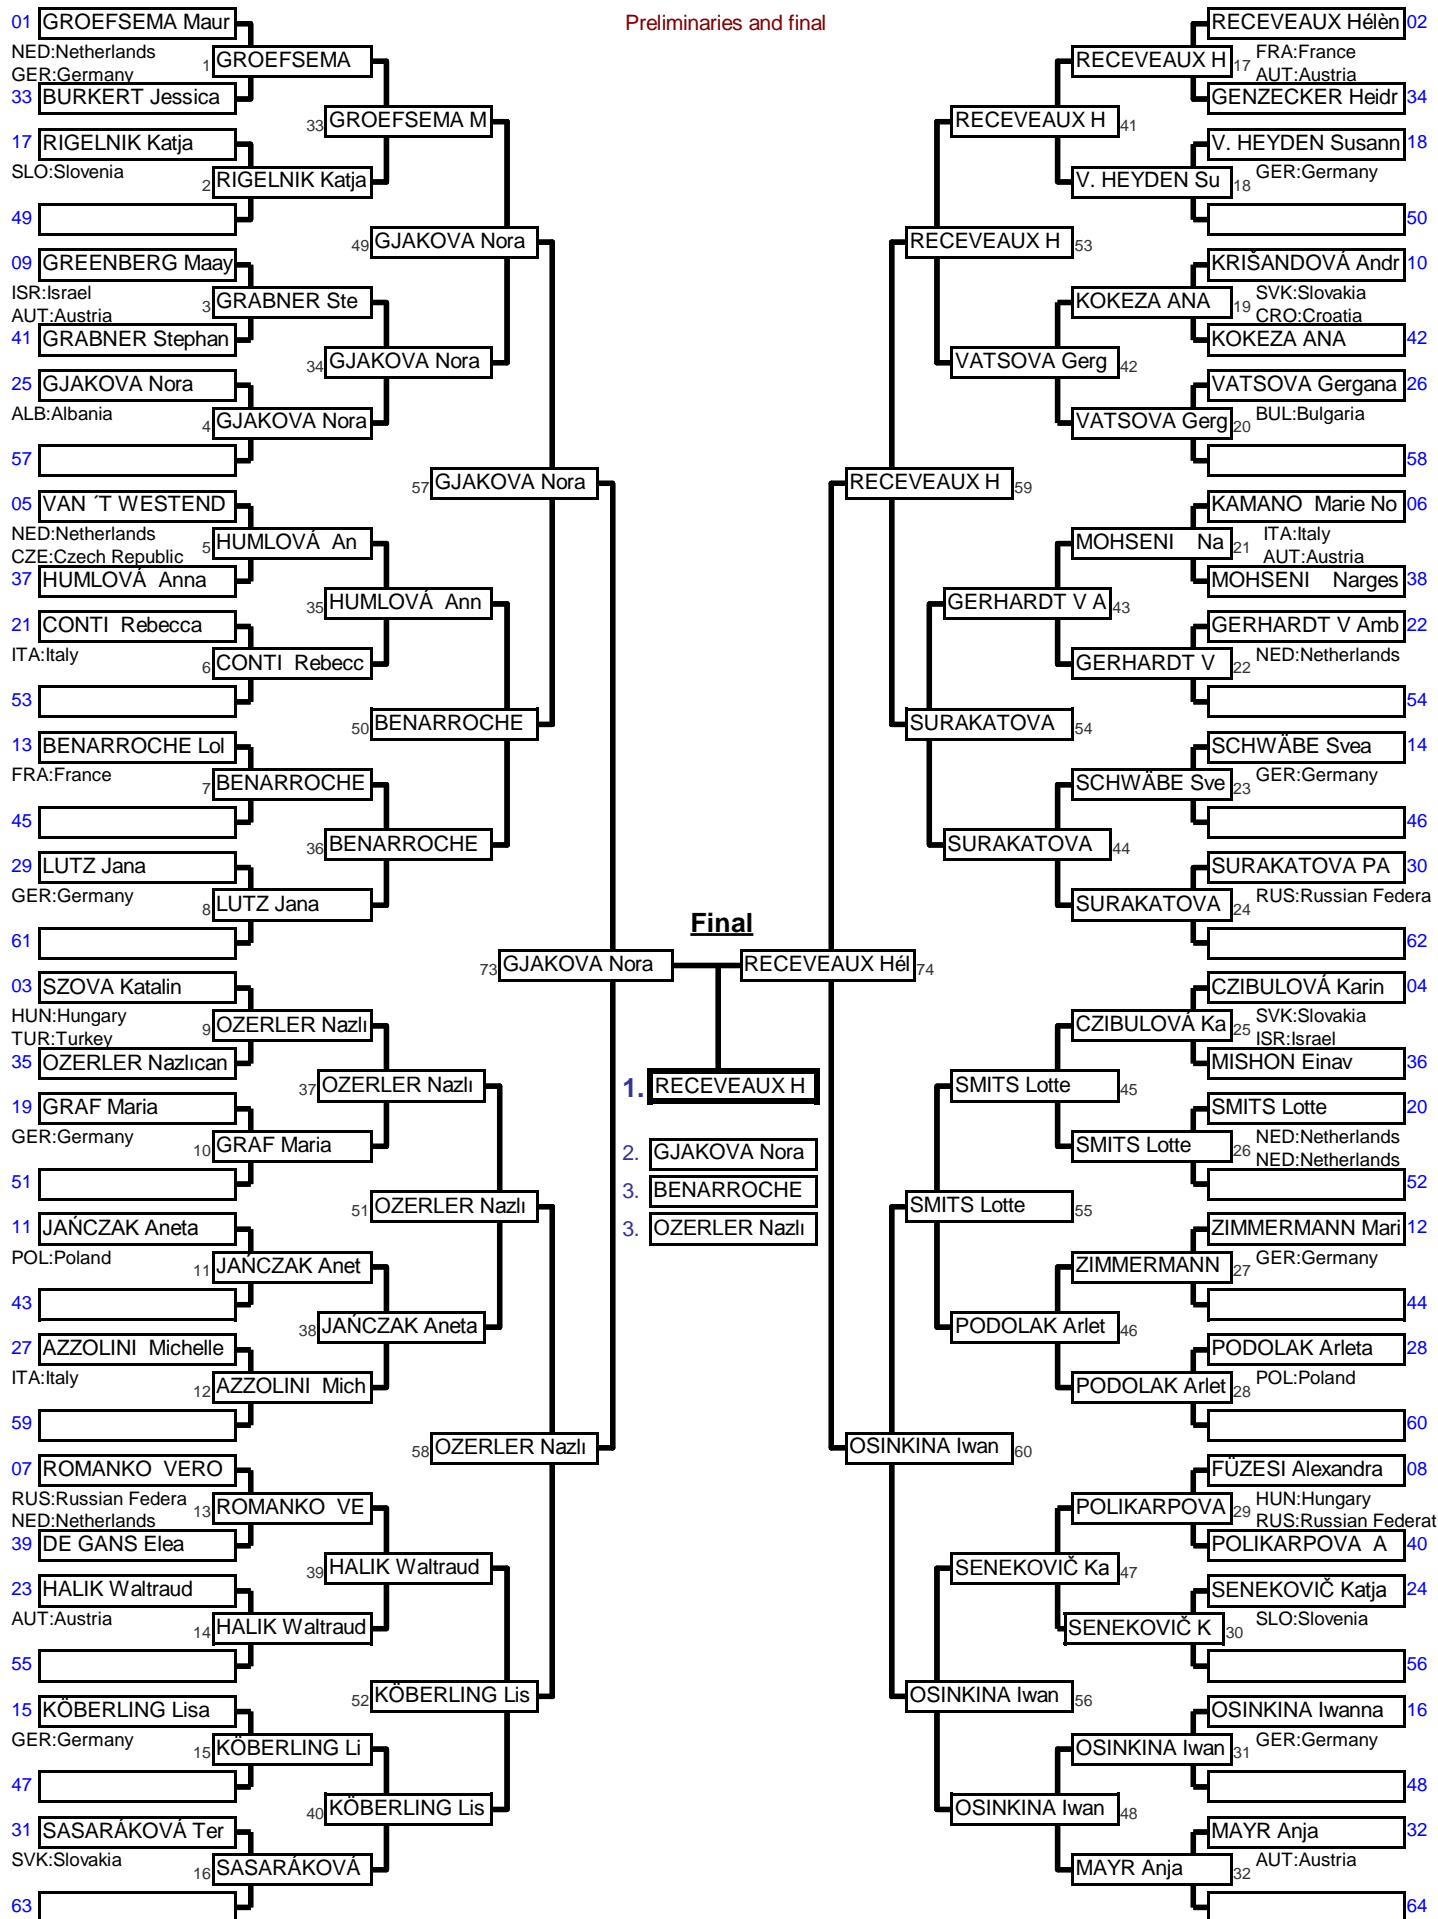 Preliminaries and final
01 GROEFSEMA Maur
NED:Netherlands
GER:Germany
1 GROEFSEMA
33 BURKERT Jessica
33 GROEFSEMA M
17 RIGELNIK Katja
SLO:Slovenia
2 RIGELNIK Katja
49
49 GJAKOVA Nora
09 GREENBERG Maay
ISR:Israel
AUT:Austria
3 GRABNER Ste
41 GRABNER Stephan
34 GJAKOVA Nora
25 GJAKOVA Nora
ALB:Albania
4 GJAKOVA Nora
57
57 GJAKOVA Nora
05 VAN ´T WESTEND
NED:Netherlands
CZE:Czech Republic
5 HUMLOVÁ An
37 HUMLOVÁ Anna
35 HUMLOVÁ Ann
21 CONTI Rebecca
ITA:Italy
6 CONTI Rebecc
53
50 BENARROCHE
13 BENARROCHE Lol
FRA:France
7 BENARROCHE
45
36 BENARROCHE
29 LUTZ Jana
GER:Germany
8 LUTZ Jana
61
73 GJAKOVA Nora
03 SZOVA Katalin
HUN:Hungary
TUR:Turkey
9 OZERLER Nazlı
35 OZERLER Nazlıcan
37 OZERLER Nazlı
19 GRAF Maria
GER:Germany
10 GRAF Maria
51
51 OZERLER Nazlı
11 JAŃCZAK Aneta
POL:Poland
11 JAŃCZAK Anet
43
38 JAŃCZAK Aneta
27 AZZOLINI Michelle
ITA:Italy
12 AZZOLINI Mich
59
58 OZERLER Nazlı
07 ROMANKO VERO
RUS:Russian Federa
NED:Netherlands
13 ROMANKO VE
39 DE GANS Elea
39 HALIK Waltraud
23 HALIK Waltraud
AUT:Austria
14 HALIK Waltraud
55
52 KÖBERLING Lis
15 KÖBERLING Lisa
GER:Germany
15 KÖBERLING Li
47
40 KÖBERLING Lis
31 SASARÁKOVÁ Ter
SVK:Slovakia
16 SASARÁKOVÁ
63
Final
1. RECEVEAUX H
2. GJAKOVA Nora
3. BENARROCHE
3. OZERLER Nazlı
RECEVEAUX Hélèn 02
FRA:France
AUT:Austria
RECEVEAUX H 17
GENZECKER Heidr 34
RECEVEAUX H 41
V. HEYDEN Susann 18
GER:Germany
V. HEYDEN Su 18
50
RECEVEAUX H 53
KRIŠANDOVÁ Andr 10
SVK:Slovakia
CRO:Croatia
KOKEZA ANA 19
KOKEZA ANA 42
VATSOVA Gerg 42
VATSOVA Gergana 26
BUL:Bulgaria
VATSOVA Gerg 20
58
RECEVEAUX H 59
KAMANO Marie No 06
ITA:Italy
AUT:Austria
MOHSENI Na 21
MOHSENI Narges 38
GERHARDT V A 43
GERHARDT V Amb 22
NED:Netherlands
GERHARDT V 22
54
SURAKATOVA 54
SCHWÄBE Svea 14
GER:Germany
SCHWÄBE Sve 23
46
SURAKATOVA 44
SURAKATOVA PA 30
RUS:Russian Federa
SURAKATOVA 24
62
RECEVEAUX Hél 74
CZIBULOVÁ Karin 04
SVK:Slovakia
ISR:Israel
CZIBULOVÁ Ka 25
MISHON Einav 36
SMITS Lotte 45
SMITS Lotte 20
NED:Netherlands
NED:Netherlands
SMITS Lotte 26
52
SMITS Lotte 55
ZIMMERMANN Mari 12
GER:Germany
ZIMMERMANN 27
44
PODOLAK Arlet 46
PODOLAK Arleta 28
POL:Poland
PODOLAK Arlet 28
60
OSINKINA Iwan 60
FÜZESI Alexandra 08
HUN:Hungary
RUS:Russian Federat
POLIKARPOVA 29
POLIKARPOVA A 40
SENEKOVIČ Ka 47
SENEKOVIČ Katja 24
SLO:Slovenia
SENEKOVIČ K 30
56
OSINKINA Iwan 56
OSINKINA Iwanna 16
GER:Germany
OSINKINA Iwan 31
48
OSINKINA Iwan 48
MAYR Anja 32
AUT:Austria
MAYR Anja 32
64